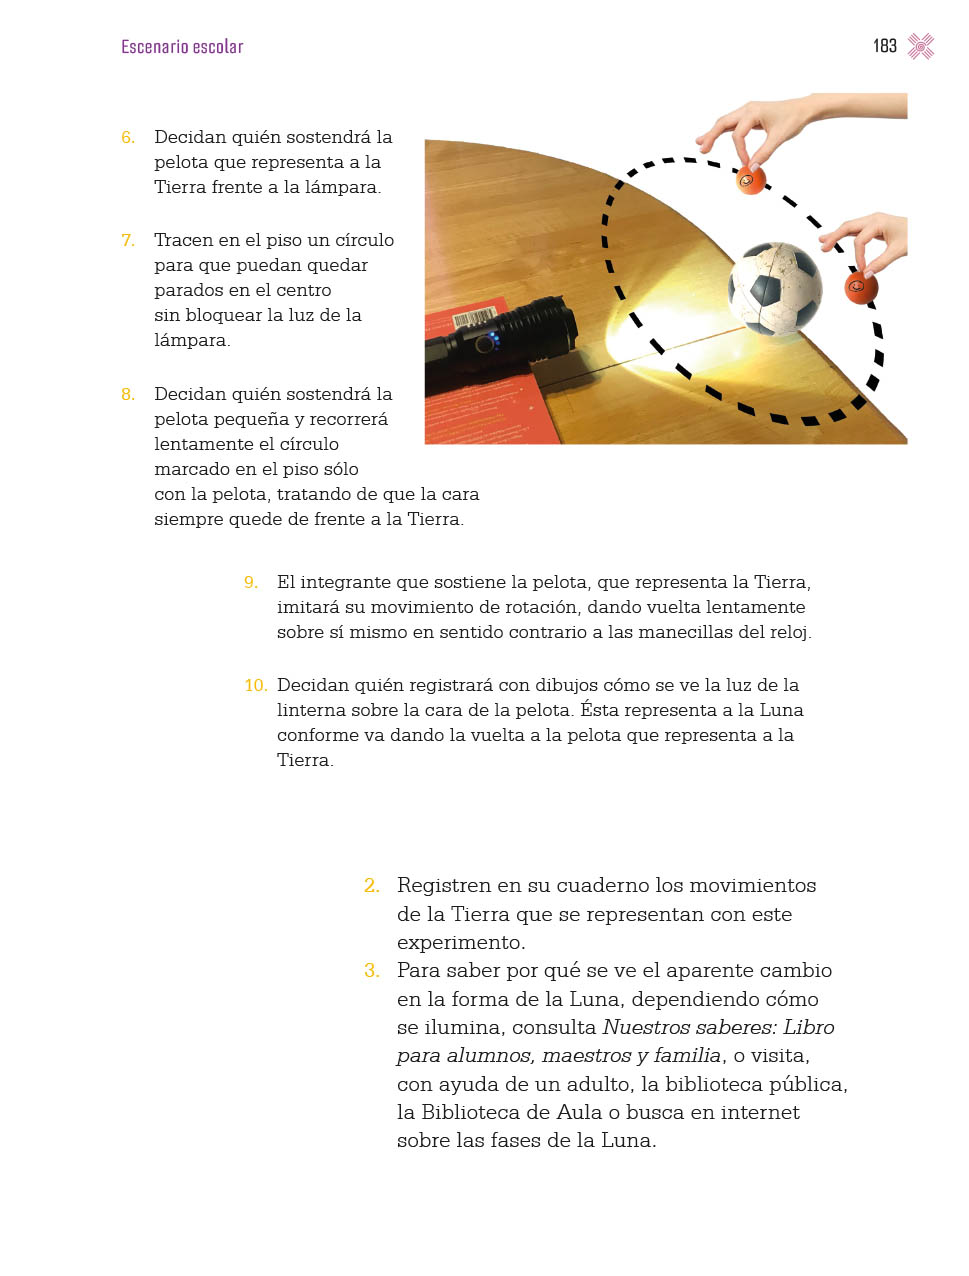 Escenario escolar
183
6. Decidan quién sostendrá la
pelota que representa a la
Tierra frente a la lámpara.
7. Tracen en el piso un círculo
para que puedan quedar
parados en el centro
sin bloquear la luz de la
lámpara.
8. Decidan quién sostendrá la
pelota pequeña y recorrerá
lentamente el círculo
marcado en el piso sólo
con la pelota, tratando de que la cara
siempre quede de frente a la Tierra.
9. El integrante que sostiene la pelota, que representa la Tierra,
imitará su movimiento de rotación, dando vuelta lentamente
sobre sí mismo en sentido contrario a las manecillas del reloj.
10. Decidan quién registrará con dibujos cómo se ve la luz de la
linterna sobre la cara de la pelota. Ésta representa a la Luna
conforme va dando la vuelta a la pelota que representa a la
Tierra.
2. Registren en su cuaderno los movimientos
de la Tierra que se representan con este
experimento.
3. Para saber por qué se ve el aparente cambio
en la forma de la Luna, dependiendo cómo
se ilumina, consulta Nuestros saberes: Libro
para alumnos, maestros y familia, o visita,
con ayuda de un adulto, la biblioteca pública,
la Biblioteca de Aula o busca en internet
sobre las fases de la Luna.